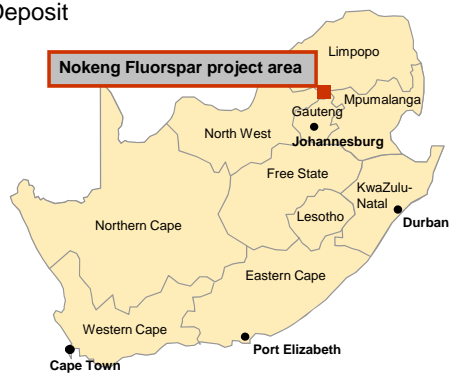 Deposit
Limpopo
Nokeng Fluorspar project area
Mpumalanga
Gauteng
North West
Johannesburg
Free State
KwaZulu-
Natal
Lesotho
Durban
Northern Cape
Eastern Cape
Western Cape
Port Elizabeth
Cape Town